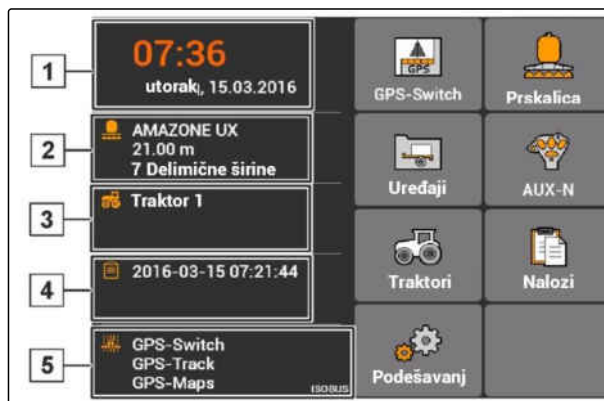 1
07:36
utorak, 15.03.2016
2
AMAZONE UX
21.00 m
7 Delimične širine
3
Traktor 1
4
2016-03-15 07:21:44
5
GPS-Switch
GPS-Track
GPS-Maps
ISOBUS
GPS
GPS-Switch
Prskalica
Uređaji
AUX-N
Traktori
Nalozi
Podešavanj